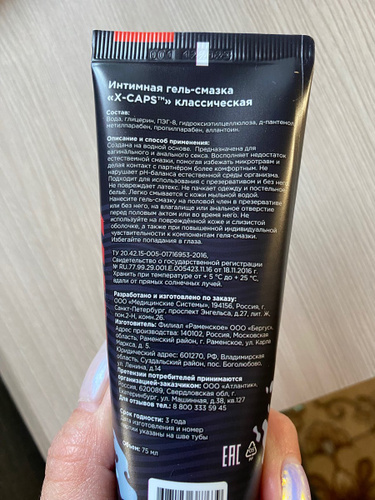 Интимная гель-смазка
«X-CAPS™» классическая
Состав:
Вода, глицерин, ПЭГ-8, гидроксиэтилцеллюлоза, д-пантенол,
метилпарабен, пропилпарабен, аллантоин.
Описание и способ применения:
Создана на водной основе. Предназначена для
вагинального и анального секса. Восполняет недостаток
естественной смазки, помогая избежать микротравм и
делая контакт с партнером более комфортным. Не
нарушает pH-баланса естественной среды организма.
Подходит для использования с презервативом и без него.
Не повреждает латекс. Не пачкает одежду и постельное
бельё. Легко смывается с кожи мыльной водой.
Нанесите гель-смазку на половой член в презервативе
или без него, на влагалище или анальное отверстие
перед половым актом или во время него. Не
используйте на повреждённой коже и слизистой
оболочке, а также при повышенной индивидуальной
чувствительности к компонентам геля-смазки.
Избегайте попадания в глаза.
ТУ 20.42.15-005-01716953-2016.
Свидетельство о государственной регистрации
№ RU.77.99.29.001.Е.005423.11.16 от 18.11.2016 г.
Хранить при температуре от + 5 °C до + 25 °C,
вдали от прямых солнечных лучей.
Разработано и изготовлено по заказу:
ООО «Медицинские Системы», 194156, Россия, г.
Санкт-Петербург, проспект Энгельса, д.27, лит. Ж,
пом.2-Н, комн.26.
Изготовитель: Филиал «Раменское» ООО «Бергус».
Адрес производства: 140102, Россия, Московская
область, Раменский район, г. Раменское, ул. Карла
Маркса, д. 5.
Юридический адрес: 601270, РФ, Владимирская
область, Суздальский район, пос. Боголюбово,
ул. Ленина, д.14
Претензии потребителей принимаются
организацией-заказчиком: ООО «Атлантик»,
620089, Свердловская обл., г.
Екатеринбург, ул. Машинная, д.38, кв.127
Для отзывов тел.: 8 800 333 59 45
Срок годности: 3 года
Дата изготовления и номер
партии указаны на шве тубы
Объем: 75 мл
EAC